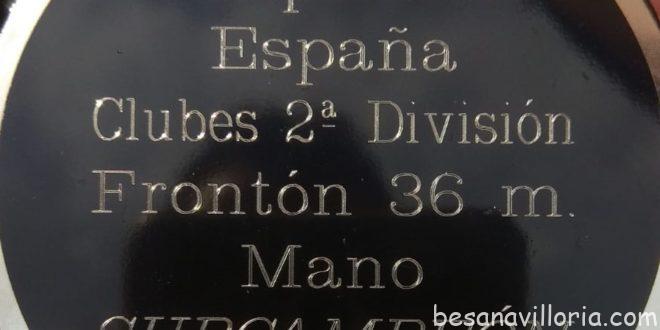 España
Clubes 2ª División
Frontón 36 m.
Mano
besanavilloria.com